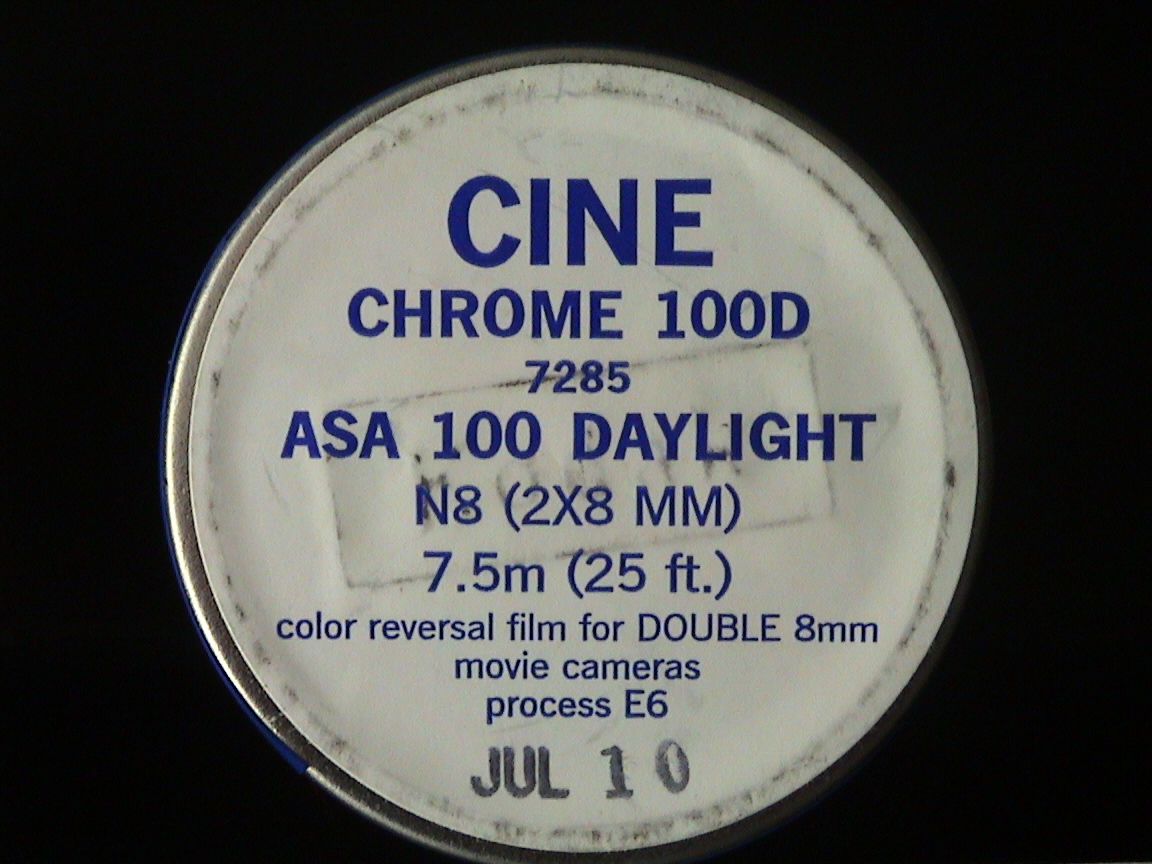 CINE
CHROME 100D
7285
ASA 100 DAYLIGHT
N8 (2X8 MM)
7.5m (25 ft.)
color reversal film for DOUBLE 8mm
movie cameras
process E6
JUL 10